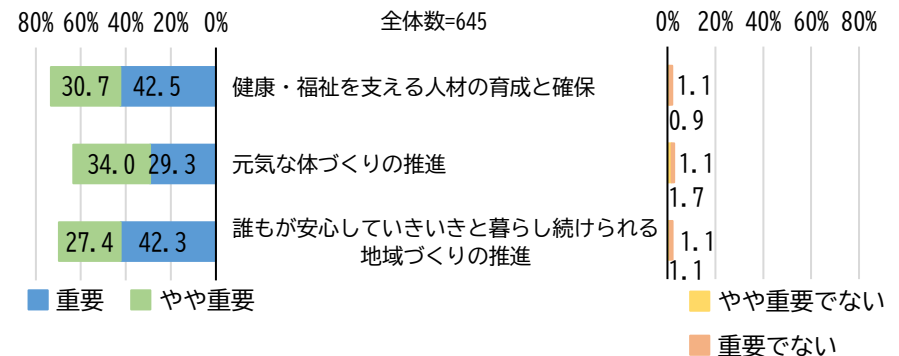 80% 60% 40% 20% 0% 全体数=645 0% 20% 40% 60% 80%
30.7 42.5 健康・福祉を支える人材の育成と確保 1.1
0.9
34.0 29.3 元気な体づくりの推進 1.1
1.7
27.4 42.3 誰もが安心していきいきと暮らし続けられる 1.1
地域づくりの推進 1.1
重要 やや重要 やや重要でない
重要でない